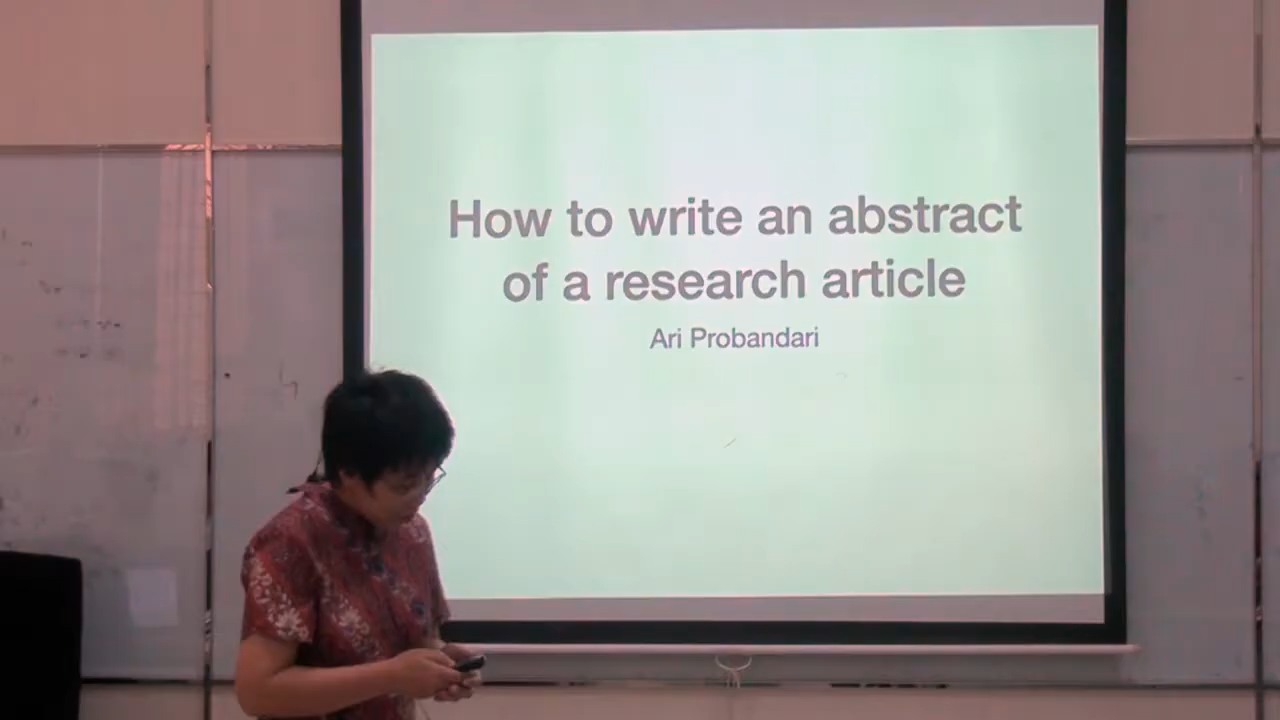 How to write an abstract
of a research article
Ari Probandari